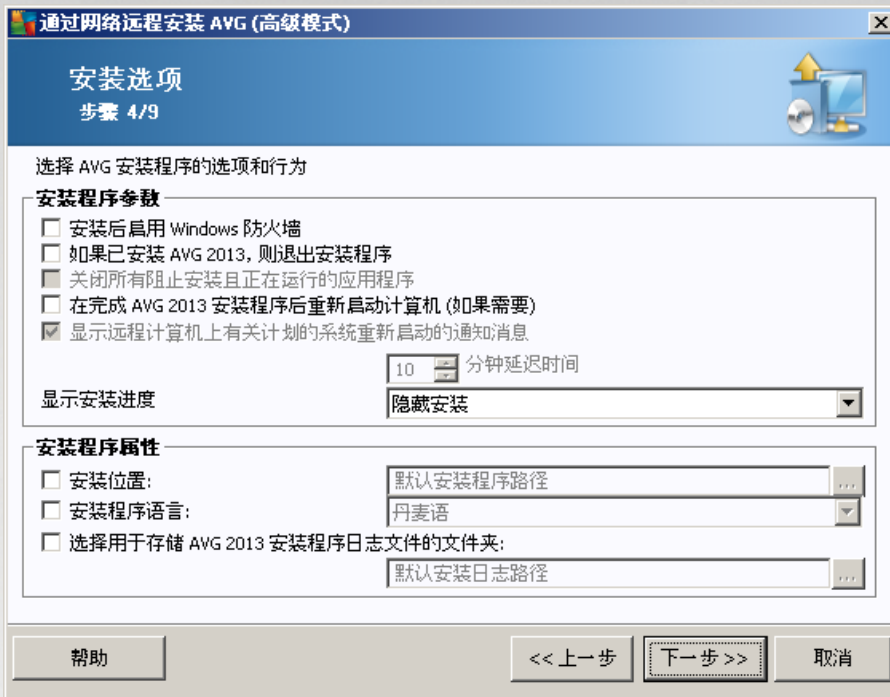 通过网络远程安装 AVG (高级模式)
安装选项
步骤 4/9
选择 AVG 安装程序的选项和行为
安装程序参数
安装后启用 Windows 防火墙
如果已安装 AVG 2013, 则退出安装程序
关闭所有阻止安装且正在运行的应用程序
在完成 AVG 2013 安装程序后重新启动计算机 (如果需要)
显示远程计算机上有关计划的系统重新启动的通知消息
10 分钟延迟时间
显示安装进度 隐藏安装
安装程序属性
安装位置: 默认安装程序路径 ...
安装程序语言: 丹麦语
选择用于存储 AVG 2013 安装程序日志文件的文件夹:
默认安装日志路径 ...
帮助 << 上一步 下一步 >> 取消